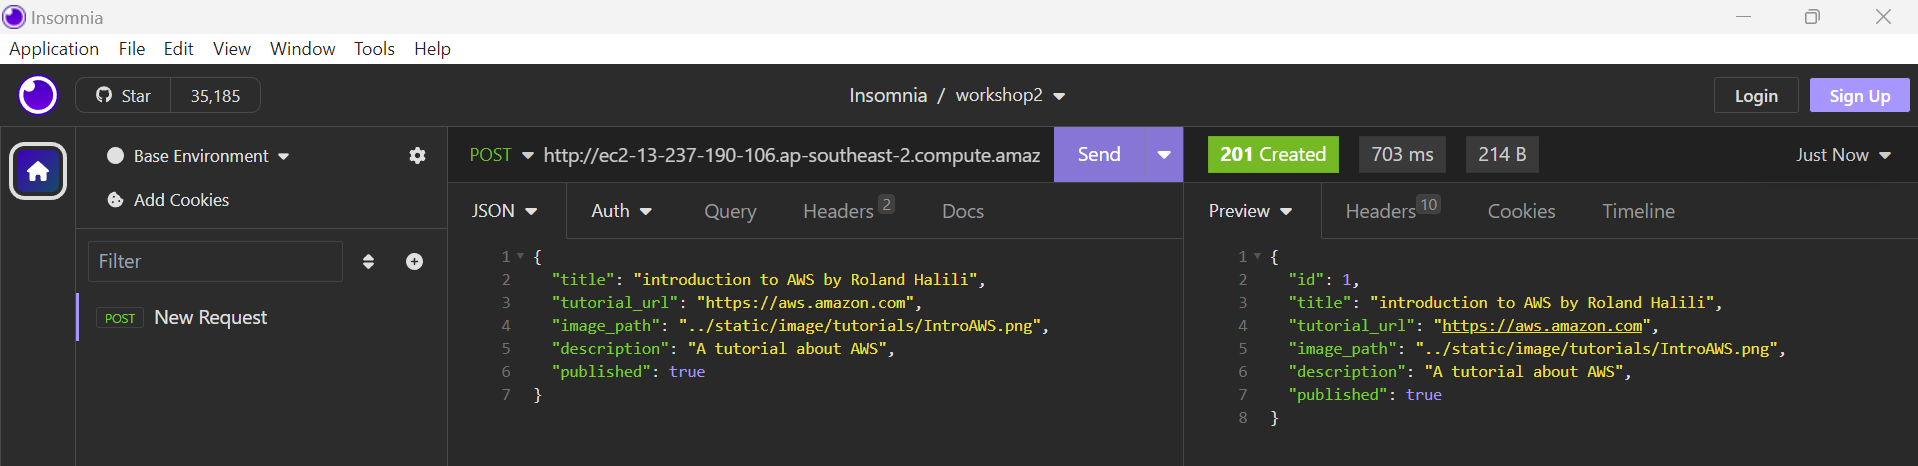 Insomnia
Application File Edit View Window Tools Help
Star 35,185 Insomnia / workshop2 Login Sign Up
Base Environment
Add Cookies
Filter
POST New Request
POST http://ec2-13-237-190-106.ap-southeast-2.compute.amaz Send
JSON Auth Query Headers 2 Docs
1 {
2 "title": "introduction to AWS by Roland Halili",
3 "tutorial_url": "https://aws.amazon.com",
4 "image_path": "../static/image/tutorials/IntroAWS.png",
5 "description": "A tutorial about AWS",
6 "published": true
7 }
201 Created 703 ms 214 B Just Now
Preview Headers 10 Cookies Timeline
1 {
2 "id": 1,
3 "title": "introduction to AWS by Roland Halili",
4 "tutorial_url": "https://aws.amazon.com",
5 "image_path": "../static/image/tutorials/IntroAWS.png",
6 "description": "A tutorial about AWS",
7 "published": true
8 }